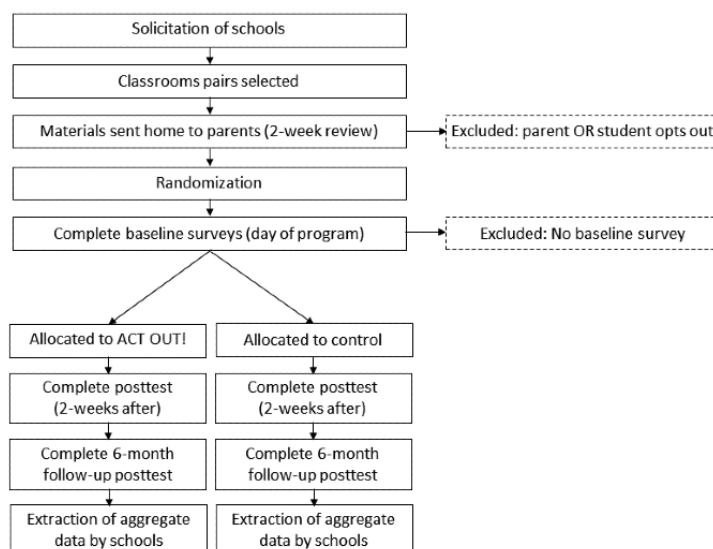 Solicitation of schools
Classrooms pairs selected
Materials sent home to parents (2-week review)
Excluded: parent OR student opts out
Randomization
Complete baseline surveys (day of program)
Excluded: No baseline survey
Allocated to ACT OUT!
Allocated to control
Complete posttest
(2-weeks after)
Complete posttest
(2-weeks after)
Complete 6-month
follow-up posttest
Complete 6-month
follow-up posttest
Extraction of aggregate
data by schools
Extraction of aggregate
data by schools